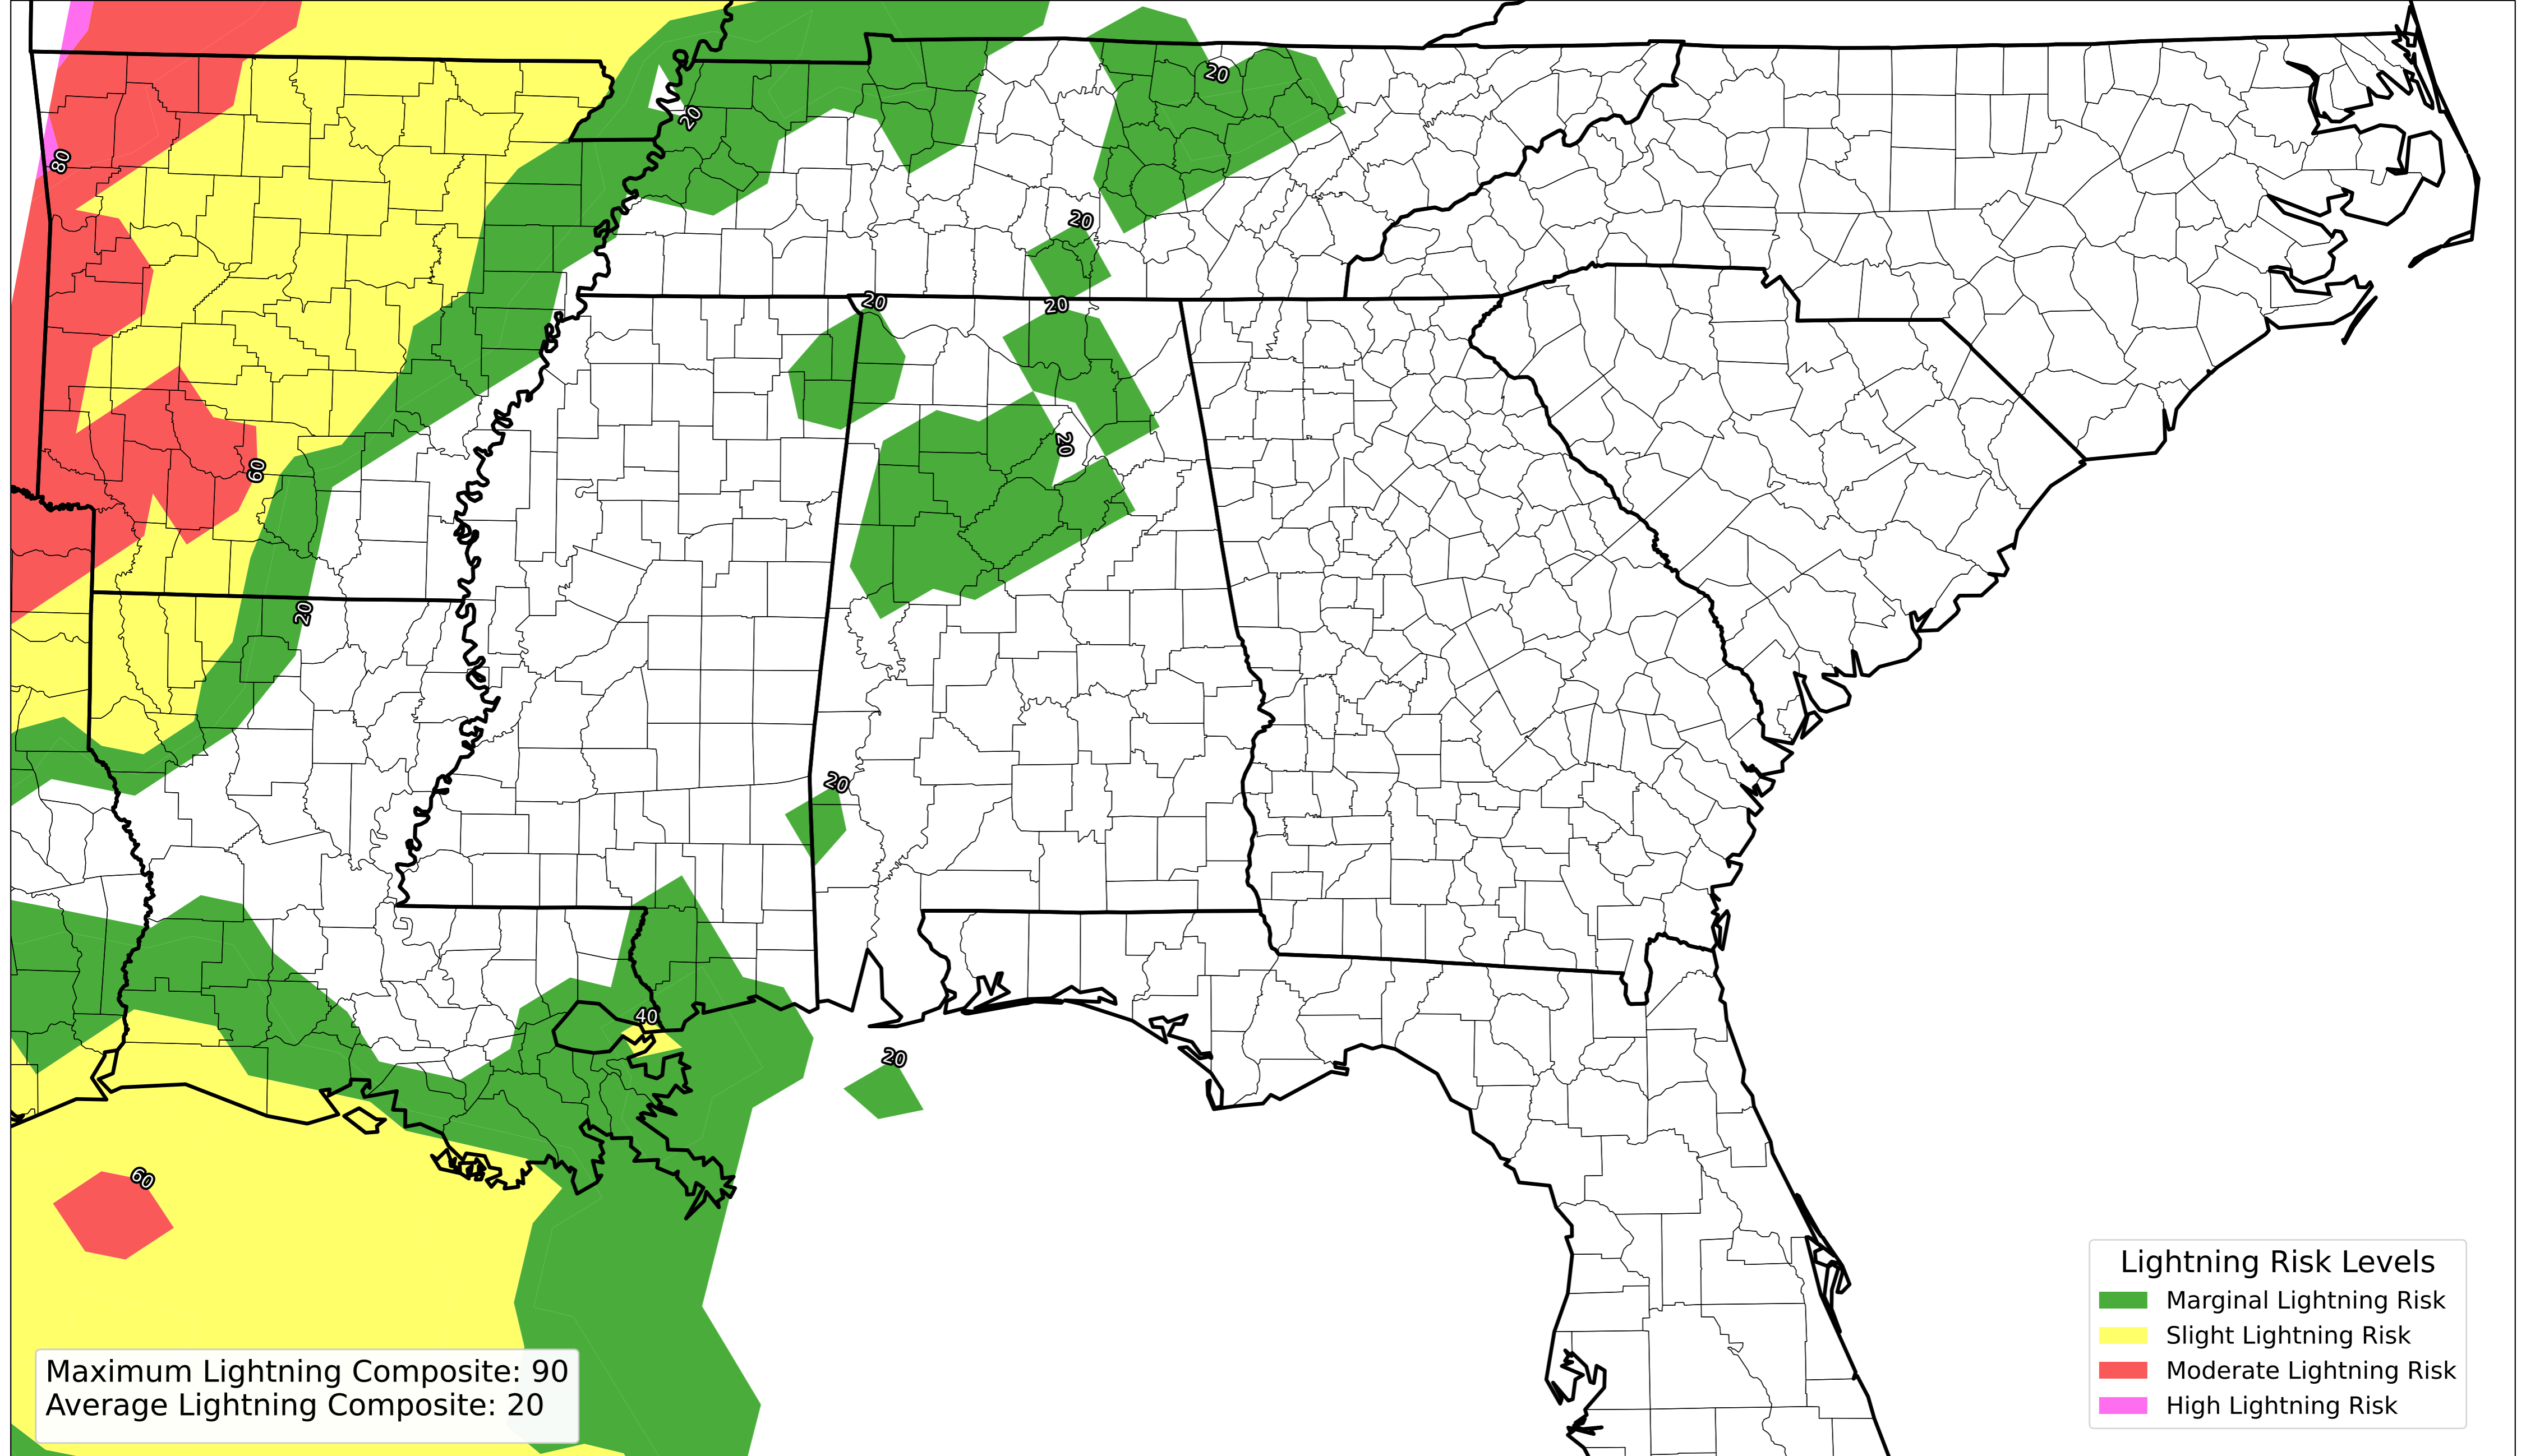 20
20
80
20
20
20
20
60
20
20
40
20
60
Lightning Risk Levels
Marginal Lightning Risk
Slight Lightning Risk
Moderate Lightning Risk
High Lightning Risk
Maximum Lightning Composite: 90
Average Lightning Composite: 20